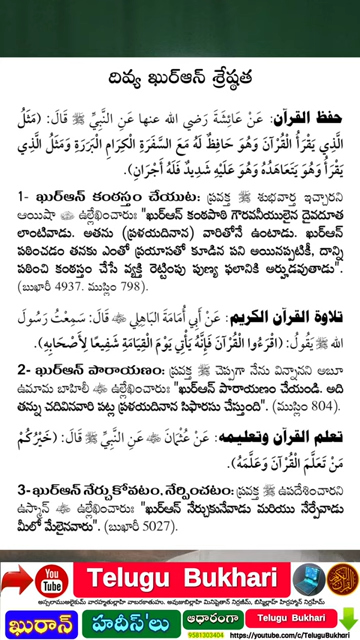 దివ్య ఖుర్ఆన్ శ్రేష్ఠత
حفظ القرآن: عَنْ عَائِشَةَ رَضِي الله عنها عَنِ النَّبِيِّ ﷺ قَالَ: (مَثَلُ
الَّذِي يَقْرَأُ الْقُرْآنَ وَهُوَ حَافِظٌ لَهُ مَعَ السَّفَرَةِ الْكِرَامِ الْبَرَرَةِ وَمَثَلُ الَّذِي
يَقْرَأُ وَهُوَ يَتَعَاهَدُهُ وَهُوَ عَلَيْهِ شَدِيدٌ فَلَهُ أَجْرَانِ).
1- ఖుర్ఆన్ కంఠస్తం చేయుట: ప్రవక్త ﷺ శుభవార్త ఇచ్చారని
ఆయిషా ఉల్లేఖించారుః "ఖుర్ఆన్ కంఠపాఠి గౌరవనీయులైన దైవదూత
లాంటివాడు. అతను (ప్రళయదినాన) వారితోనే ఉంటాడు. ఖుర్ఆన్
పఠించడం తనకు ఎంతో ప్రయాసతో కూడిన పని అయినప్పటికీ, దాన్ని
పఠించి కంఠస్తం చేసే వ్యక్తి రెట్టింపు పుణ్య ఫలానికి అర్హుడవుతాడు".
(బుఖారీ 4937. ముస్లిం 798).
تلاوة القرآن الكريم: عَنْ أَبِي أُمَامَةَ الْبَاهِلِي قَالَ: سَمِعْتُ رَسُولَ
الله ﷺ يَقُولُ: (اقْرَءُوا الْقُرْآنَ فَإِنَّهُ يَأْتِي يَوْمَ الْقِيَامَةِ شَفِيعًا لِأَصْحَابِهِ).
2- ఖుర్ఆన్ పారాయణం: ప్రవక్త ﷺ చెప్పగా నేను విన్నానని అబూ
ఉమామ బాహిలీ ఉల్లేఖించారుః "ఖుర్ఆన్ పారాయణం చేయండి. అది
తన్ను చదివినవారి పట్ల ప్రళయదినాన సిఫారసు చేస్తుంది". (ముస్లిం 804).
تعلم القرآن وتعليمه: عَنْ عُثْمَانَ عَنِ النَّبِيِّ ﷺ قَالَ: (خَيْرُكُمْ
مَنْ تَعَلَّمَ الْقُرْآنَ وَعَلَّمَهُ).
3- ఖుర్ఆన్ నేర్చుకోవటం, నేర్పించటం: ప్రవక్త ﷺ ఉపదేశించారని
ఉస్మాన్ ఉల్లేఖించారుః "ఖుర్ఆన్ నేర్చుకునేవాడు మరియు నేర్పేవాడు
మీలో మేలైనవారు". (బుఖారీ 5027).
You
Tube
Telugu Bukhari
ఖురాన్
హదీస్'లు
ఆధారంగా
9581303404
Telugu Bukhari
https://youtube.com/c/TeluguBukhari